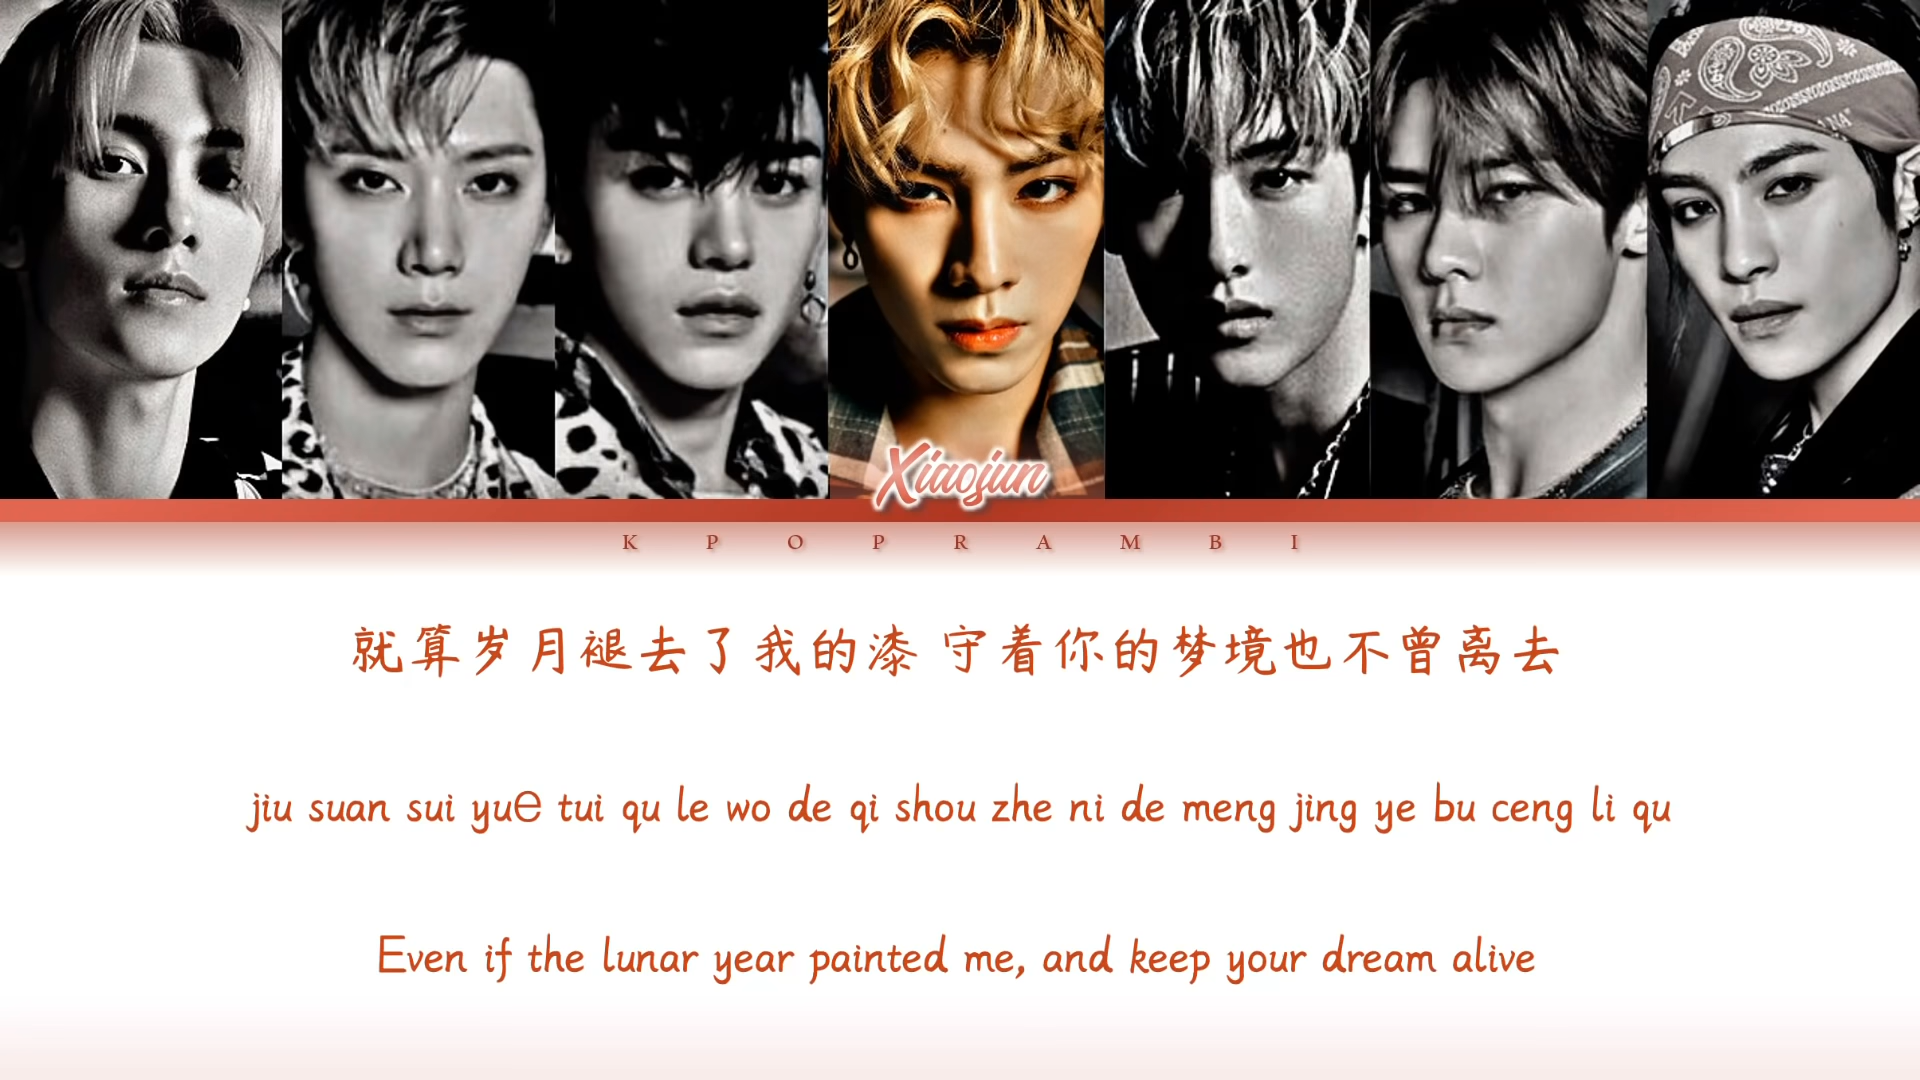 Xiaojun
KPOPRAMBI
就算岁月褪去了我的漆 守着你的梦境也不曾离去
jiu suan sui yue tui qu le wo de qi shou zhe ni de meng jing ye bu ceng li qu
Even if the lunar year painted me, and keep your dream alive